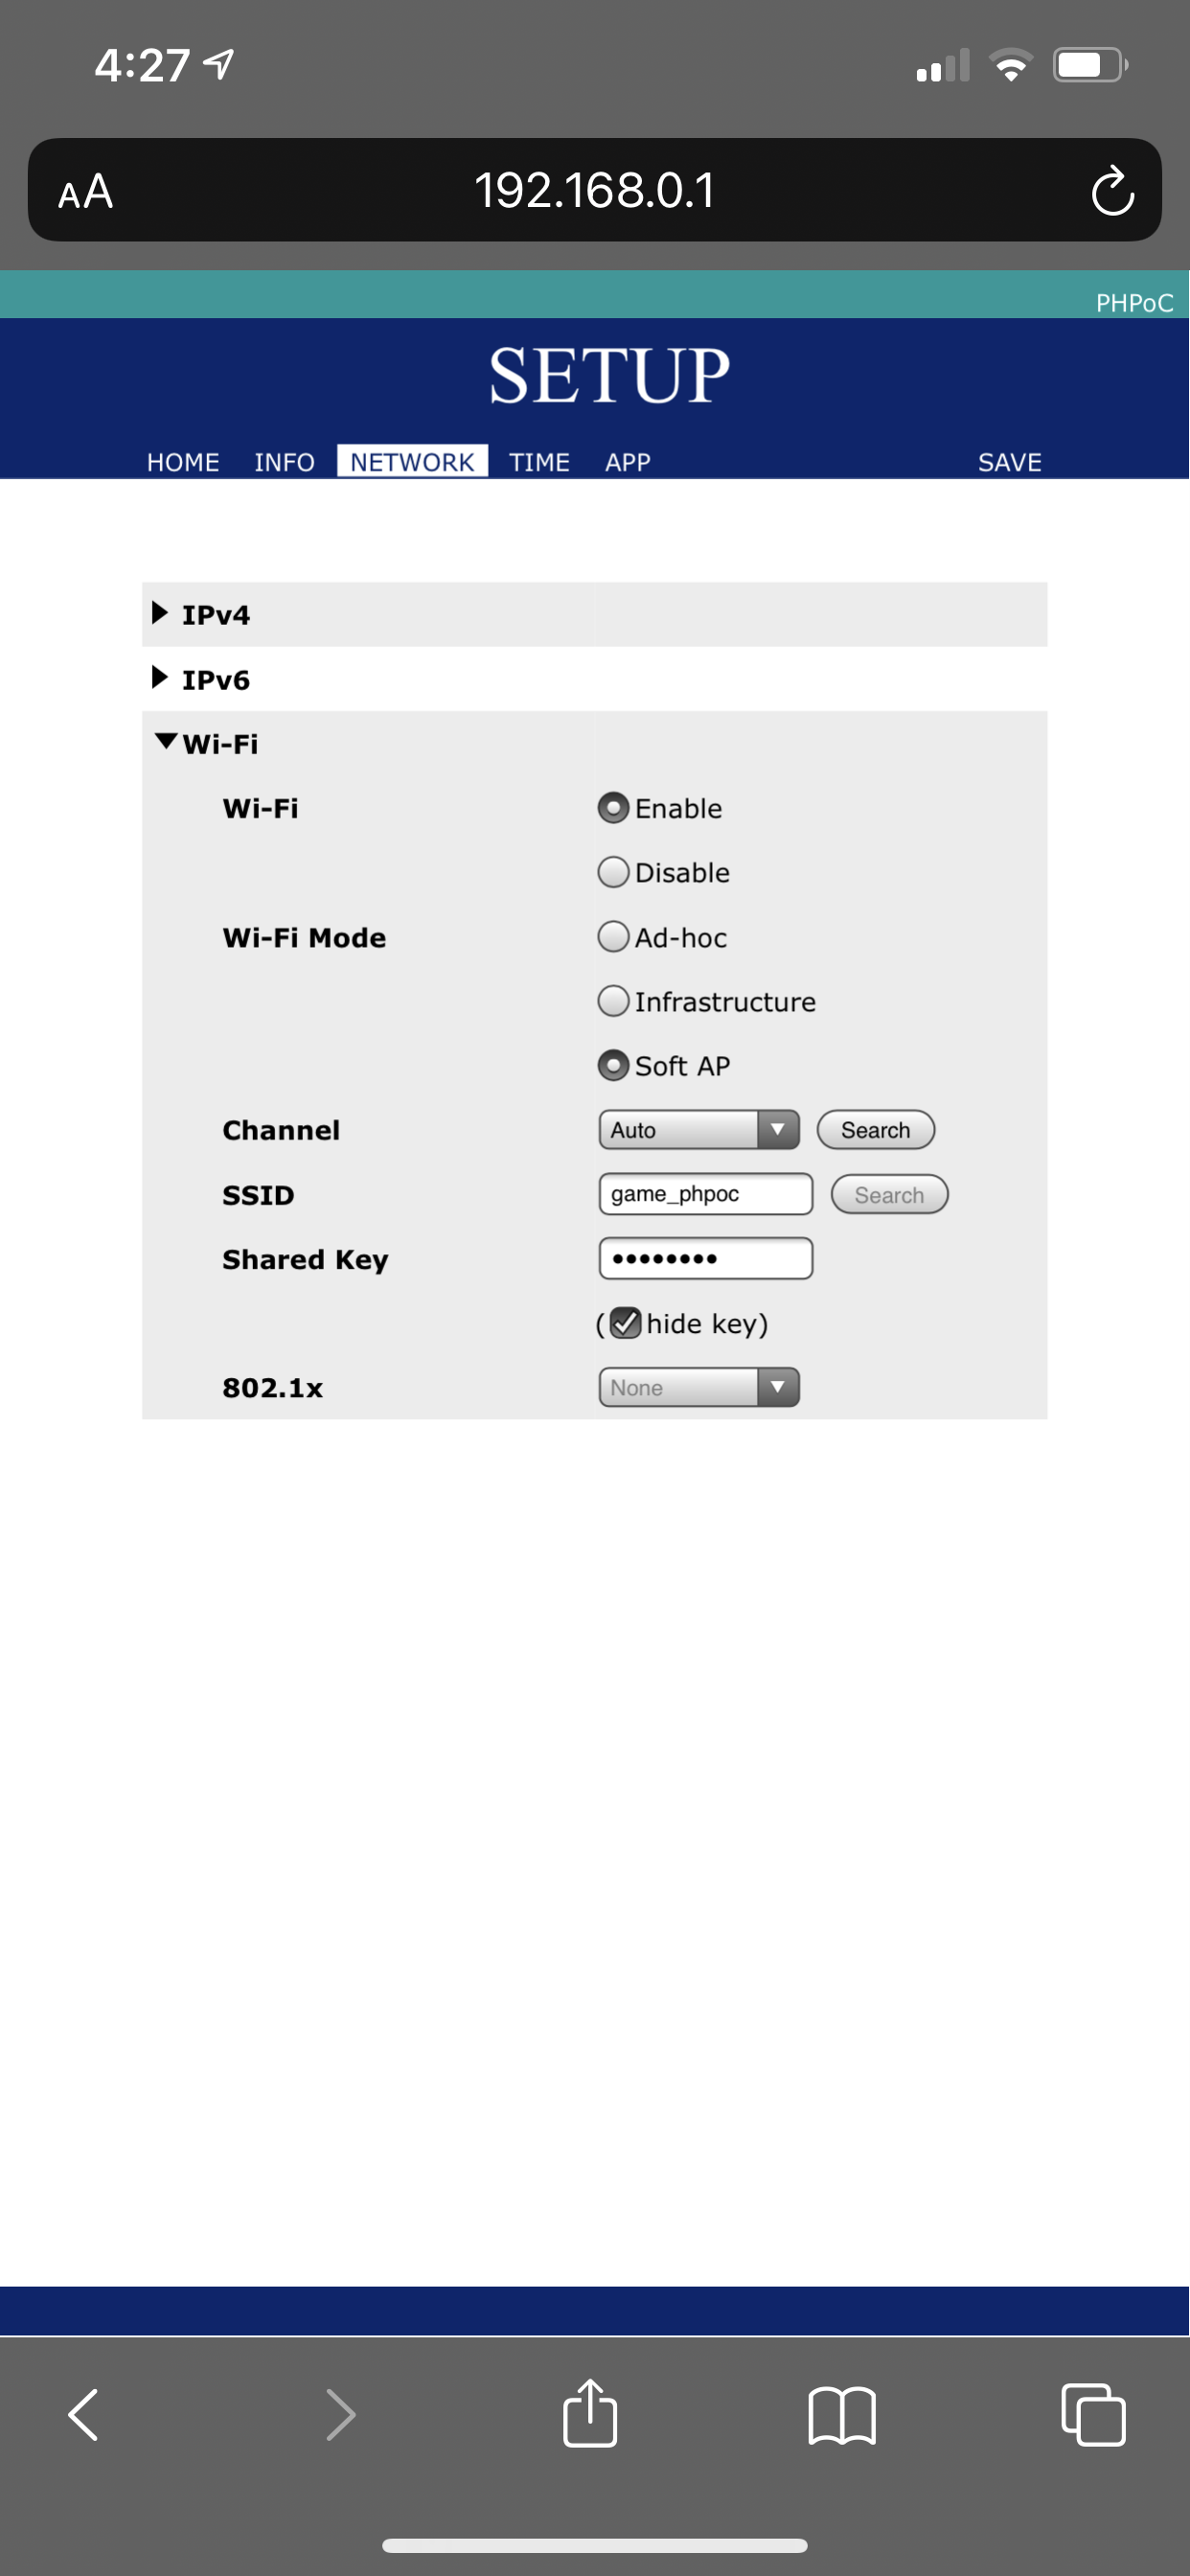 4:27
AA 192.168.0.1
PHPoC
SETUP
HOME INFO NETWORK TIME APP SAVE
IPv4
IPv6
Wi-Fi
Wi-Fi Enable
Disable
Wi-Fi Mode Ad-hoc
Infrastructure
Soft AP
Channel Auto Search
SSID game_phpoc Search
Shared Key ••••••••
( hide key)
802.1x None